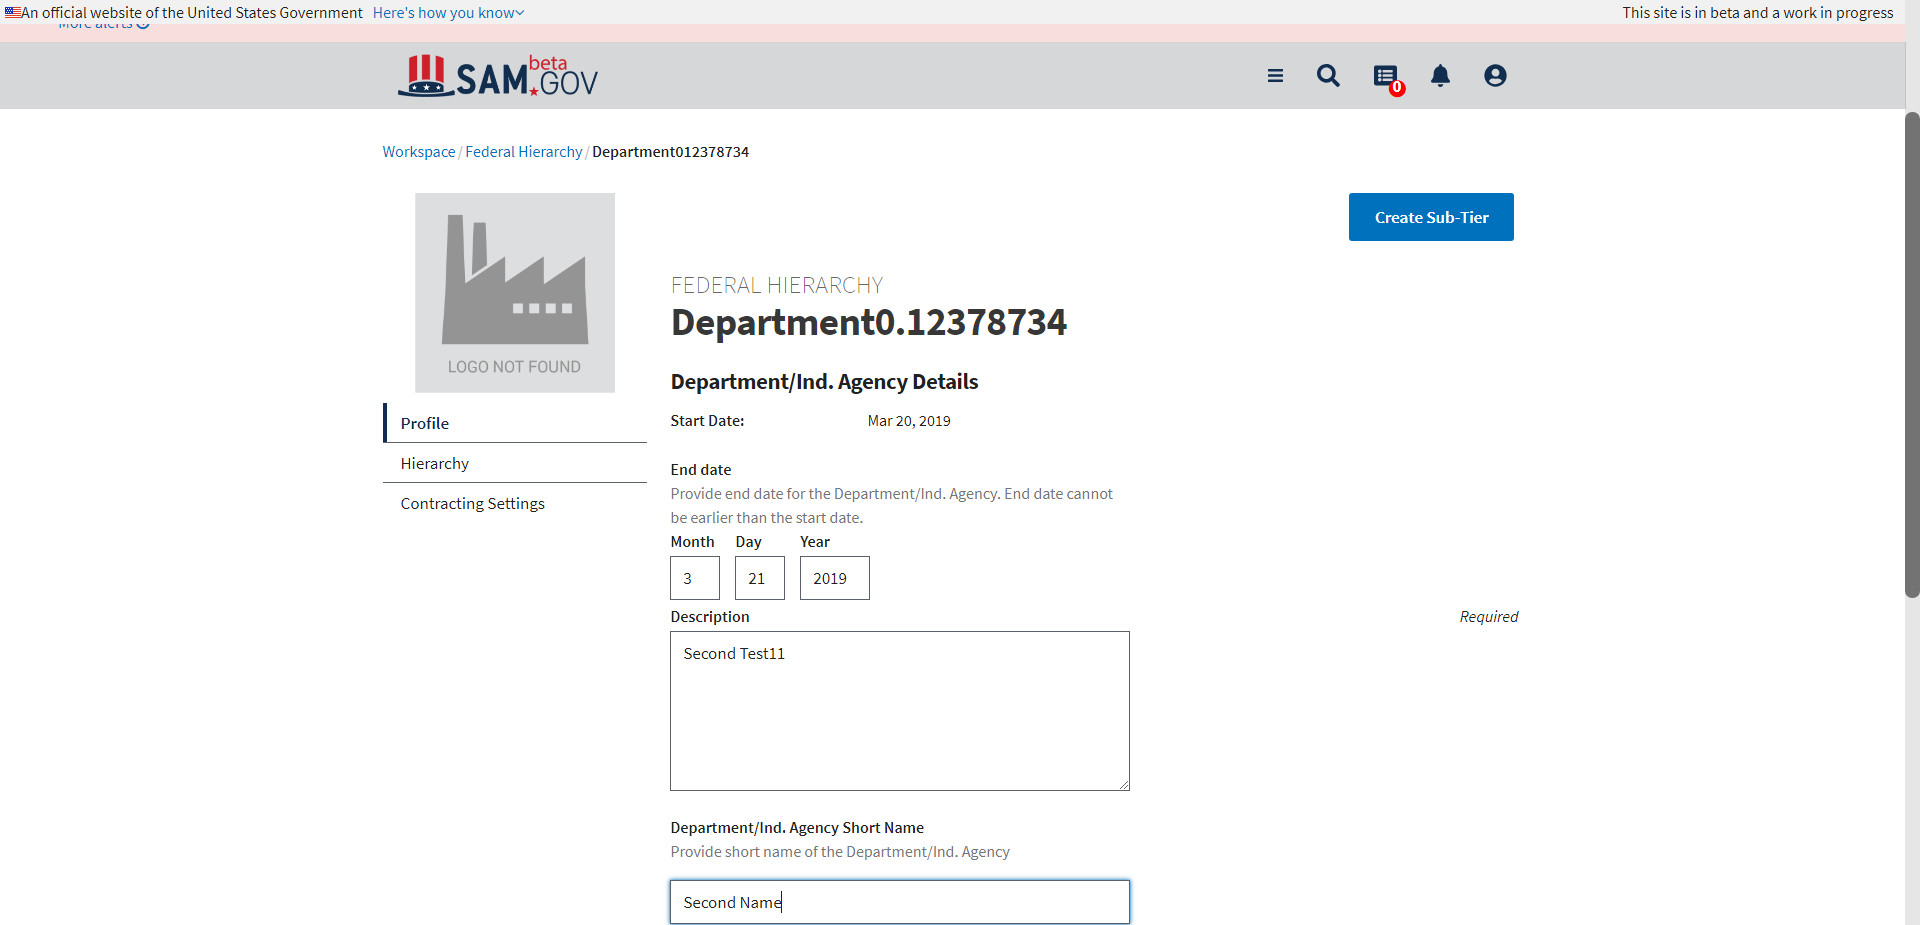 An official website of the United States Government Here's how you know
This site is in beta and a work in progress
More alerts
SAM.GOV beta
0
Workspace / Federal Hierarchy / Department012378734
LOGO NOT FOUND
Create Sub-Tier
FEDERAL HIERARCHY
Department0.12378734
Department/Ind. Agency Details
Start Date: Mar 20, 2019
Profile
Hierarchy
Contracting Settings
End date
Provide end date for the Department/Ind. Agency. End date cannot
be earlier than the start date.
Month Day Year
3 21 2019
Description Required
Second Test11
Department/Ind. Agency Short Name
Provide short name of the Department/Ind. Agency
Second Name